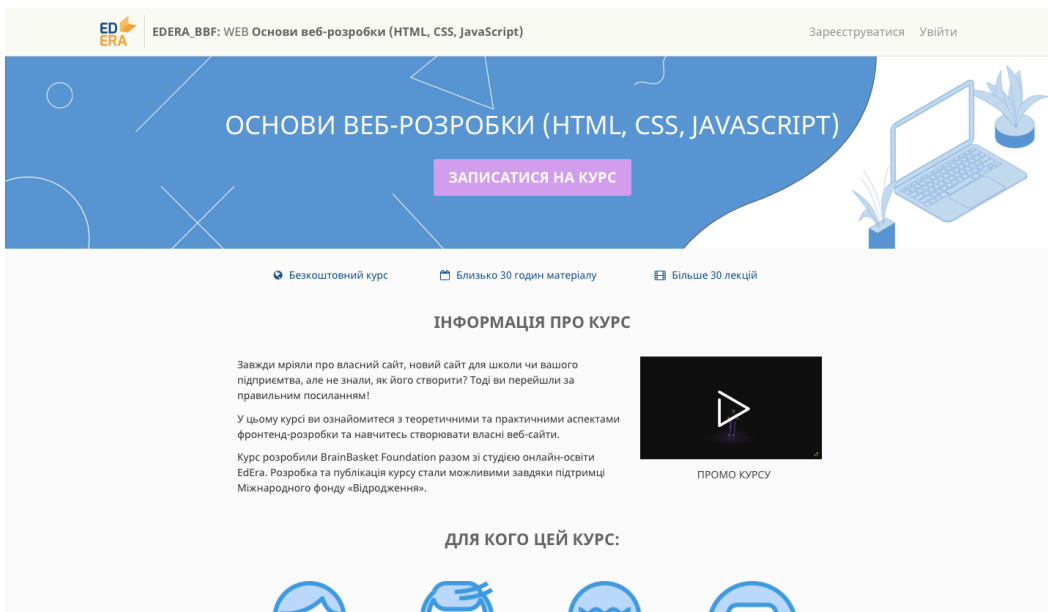 ED
ERA
EDERA_BBF: WEB Основи веб-розробки (HTML, CSS, JavaScript)
Зареєструватися Увійти
ОСНОВИ ВЕБ-РОЗРОБКИ (HTML, CSS, JAVASCRIPT)
ЗАПИСАТИСЯ НА КУРС
Безкоштовний курс
Близько 30 годин матеріалу
Більше 30 лекцій
ІНФОРМАЦІЯ ПРО КУРС
Завжди мріяли про власний сайт, новий сайт для школи чи вашого
підприємтва, але не знали, як його створити? Тоді ви перейшли за
правильним посиланням!
У цьому курсі ви ознайомитеся з теоретичними та практичними аспектами
фронтенд-розробки та навчитесь створювати власні веб-сайти.
Курс розробили BrainBasket Foundation разом зі студією онлайн-освіти
EdEra. Розробка та публікація курсу стали можливими завдяки підтримці
Міжнародного фонду «Відродження».
ПРОМО КУРСУ
ДЛЯ КОГО ЦЕЙ КУРС: